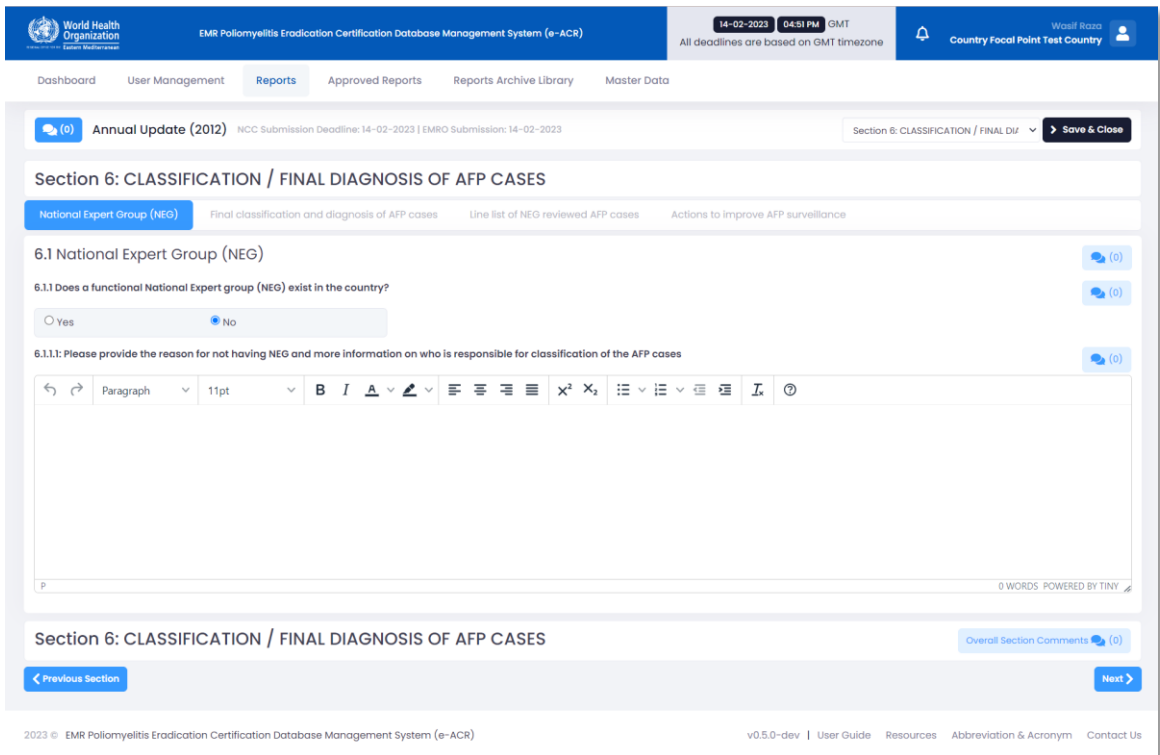 World Health
Organization
Eastern Mediterranean
EMR Poliomyelitis Eradication Certification Database Management System (e-ACR)
14-02-2023 04:51 PM GMT
All deadlines are based on GMT timezone
Wasif Raza
Country Focal Point Test Country
Dashboard User Management Reports Approved Reports Reports Archive Library Master Data
(0) Annual Update (2012) NCC Submission Deadline: 14-02-2023 | EMRO Submission: 14-02-2023
Section 6: CLASSIFICATION / FINAL DI
Save & Close
Section 6: CLASSIFICATION / FINAL DIAGNOSIS OF AFP CASES
National Expert Group (NEG) Final classification and diagnosis of AFP cases Line list of NEG reviewed AFP cases Actions to improve AFP surveillance
6.1 National Expert Group (NEG) (0)
6.1.1 Does a functional National Expert group (NEG) exist in the country? (0)
Yes No
6.1.1.1: Please provide the reason for not having NEG and more information on who is responsible for classification of the AFP cases (0)
Paragraph 11pt B I A X² X₂
P 0 WORDS POWERED BY TINY
Section 6: CLASSIFICATION / FINAL DIAGNOSIS OF AFP CASES Overall Section Comments (0)
Previous Section Next
2023 © EMR Poliomyelitis Eradication Certification Database Management System (e-ACR) v0.5.0-dev | User Guide Resources Abbreviation & Acronym Contact Us